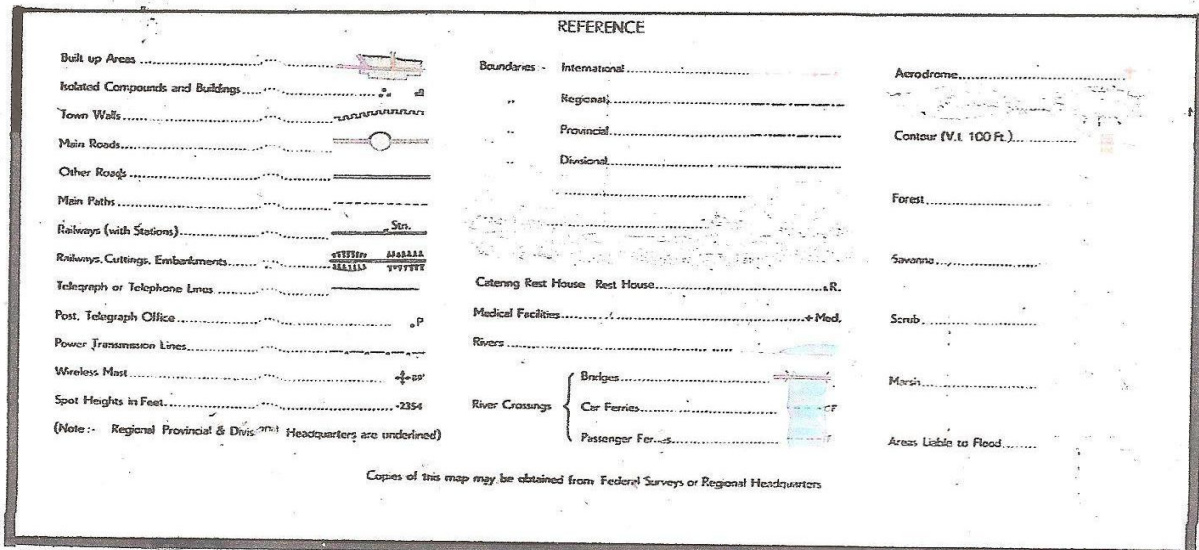 REFERENCE
Built up Areas
Isolated Compounds and Buildings
Town Walls
Main Roads
Other Roads
Main Paths
Railways (with Stations) Stn.
Railways, Cuttings, Embankments
Telegraph or Telephone Lines
Post, Telegraph Office P
Power Transmission Lines
Wireless Mast
Spot Heights in Feet ·2354
(Note :- Regional Provincial & Divisional Headquarters are underlined)
Boundaries - International
" Regional
" Provincial
" Divisional
Catering Rest House Rest House R.
Medical Facilities + Med.
Rivers
River Crossings
Bridges
Car Ferries CF
Passenger Ferries F
Aerodrome
Contour (V.I. 100 Ft.)
Forest
Savanna
Scrub
Marsh
Areas Liable to Flood
Copies of this map may be obtained from Federal Surveys or Regional Headquarters